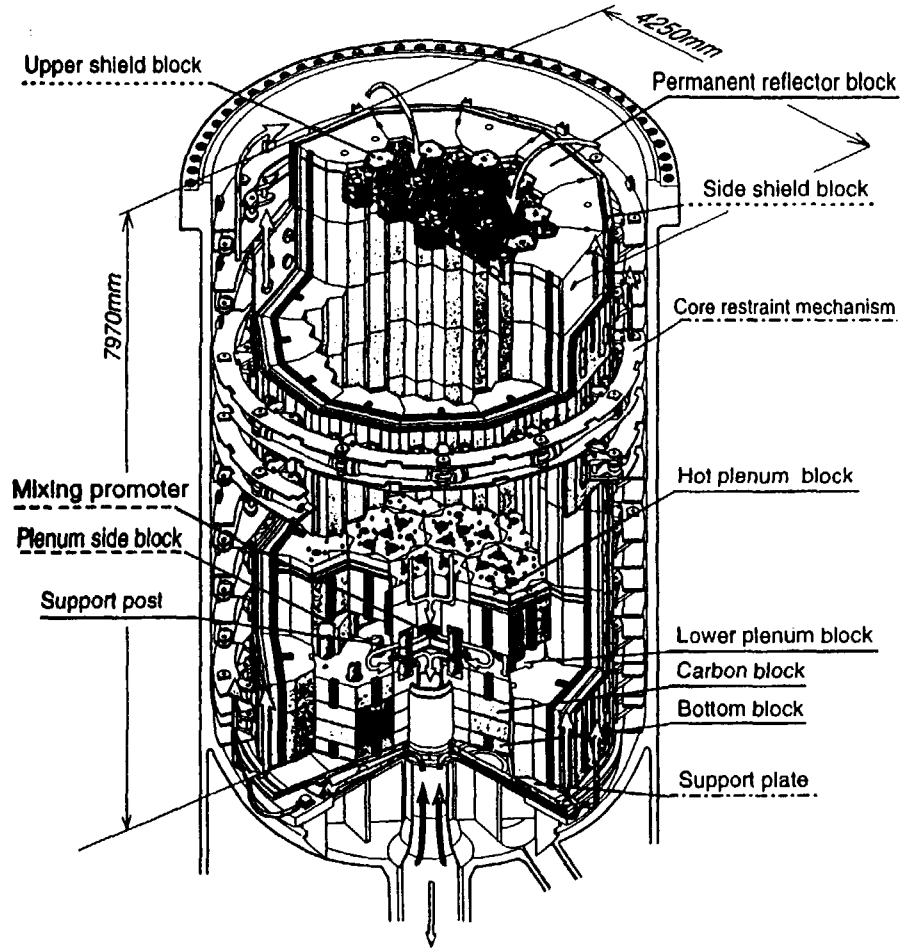 4250mm
Upper shield block
Permanent reflector block
Side shield block
7970mm
Core restraint mechanism
Hot plenum block
Mixing promoter
Plenum side block
Support post
Lower plenum block
Carbon block
Bottom block
Support plate